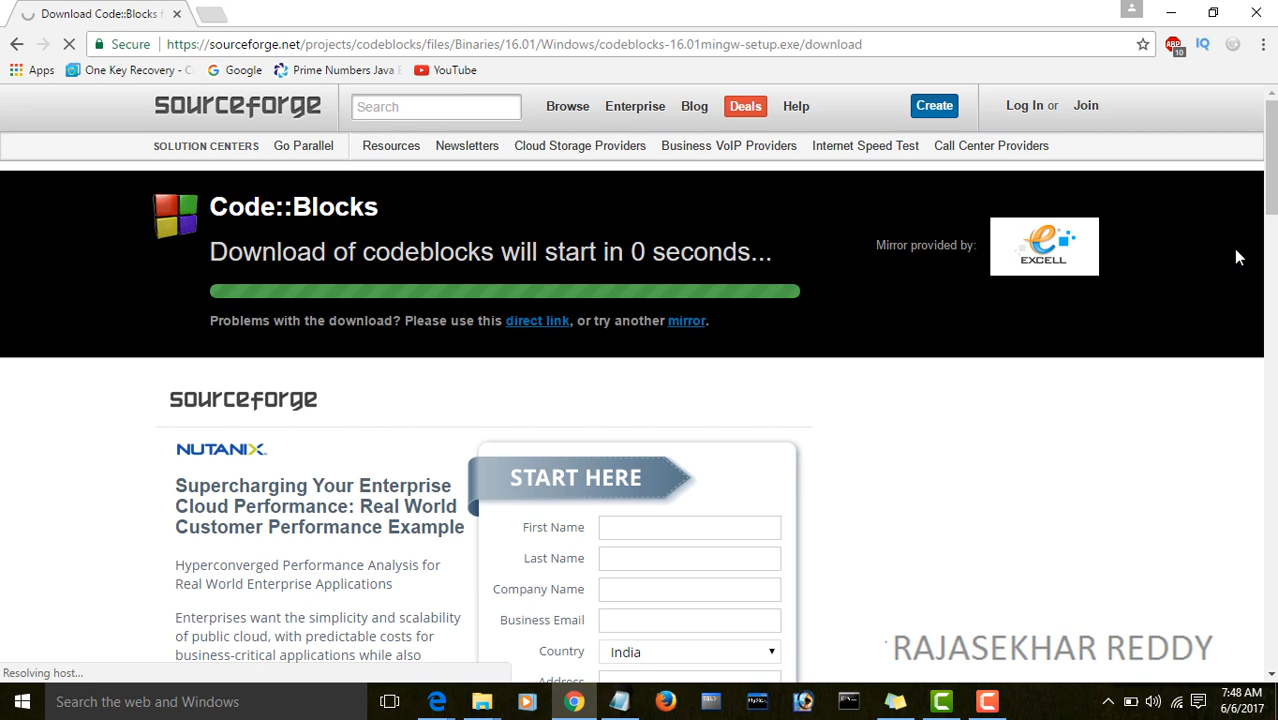 Download Code::Blocks f
Secure https://sourceforge.net/projects/codeblocks/files/Binaries/16.01/Windows/codeblocks-16.01mingw-setup.exe/download
ABP 10 IQ
Apps One Key Recovery - C Google Prime Numbers Java YouTube
sourceforge Search Browse Enterprise Blog Deals Help Create Log In or Join
SOLUTION CENTERS Go Parallel Resources Newsletters Cloud Storage Providers Business VoIP Providers Internet Speed Test Call Center Providers
Code::Blocks
Download of codeblocks will start in 0 seconds...
Mirror provided by:
EXCELL
Problems with the download? Please use this direct link, or try another mirror.
sourceforge
NUTANIX.
Supercharging Your Enterprise
Cloud Performance: Real World
Customer Performance Example
Hyperconverged Performance Analysis for
Real World Enterprise Applications
Enterprises want the simplicity and scalability
of public cloud, with predictable costs for
business-critical applications while also
START HERE
First Name
Last Name
Company Name
Business Email
Country India
Address
RAJASEKHAR REDDY
Resolving host...
Search the web and Windows
7:48 AM
6/6/2017